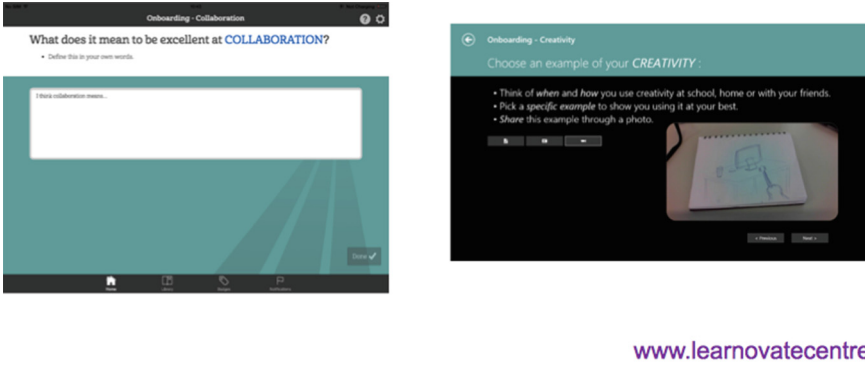 Onboarding - Collaboration
What does it mean to be excellent at COLLABORATION?
• Define this in your own words.
I think collaboration means...
Done
Home
Library
Badges
Notifications
Onboarding - Creativity
Choose an example of your CREATIVITY :
• Think of when and how you use creativity at school, home or with your friends.
• Pick a specific example to show you using it at your best.
• Share this example through a photo.
< Previous
Next >
www.learnovatecentre